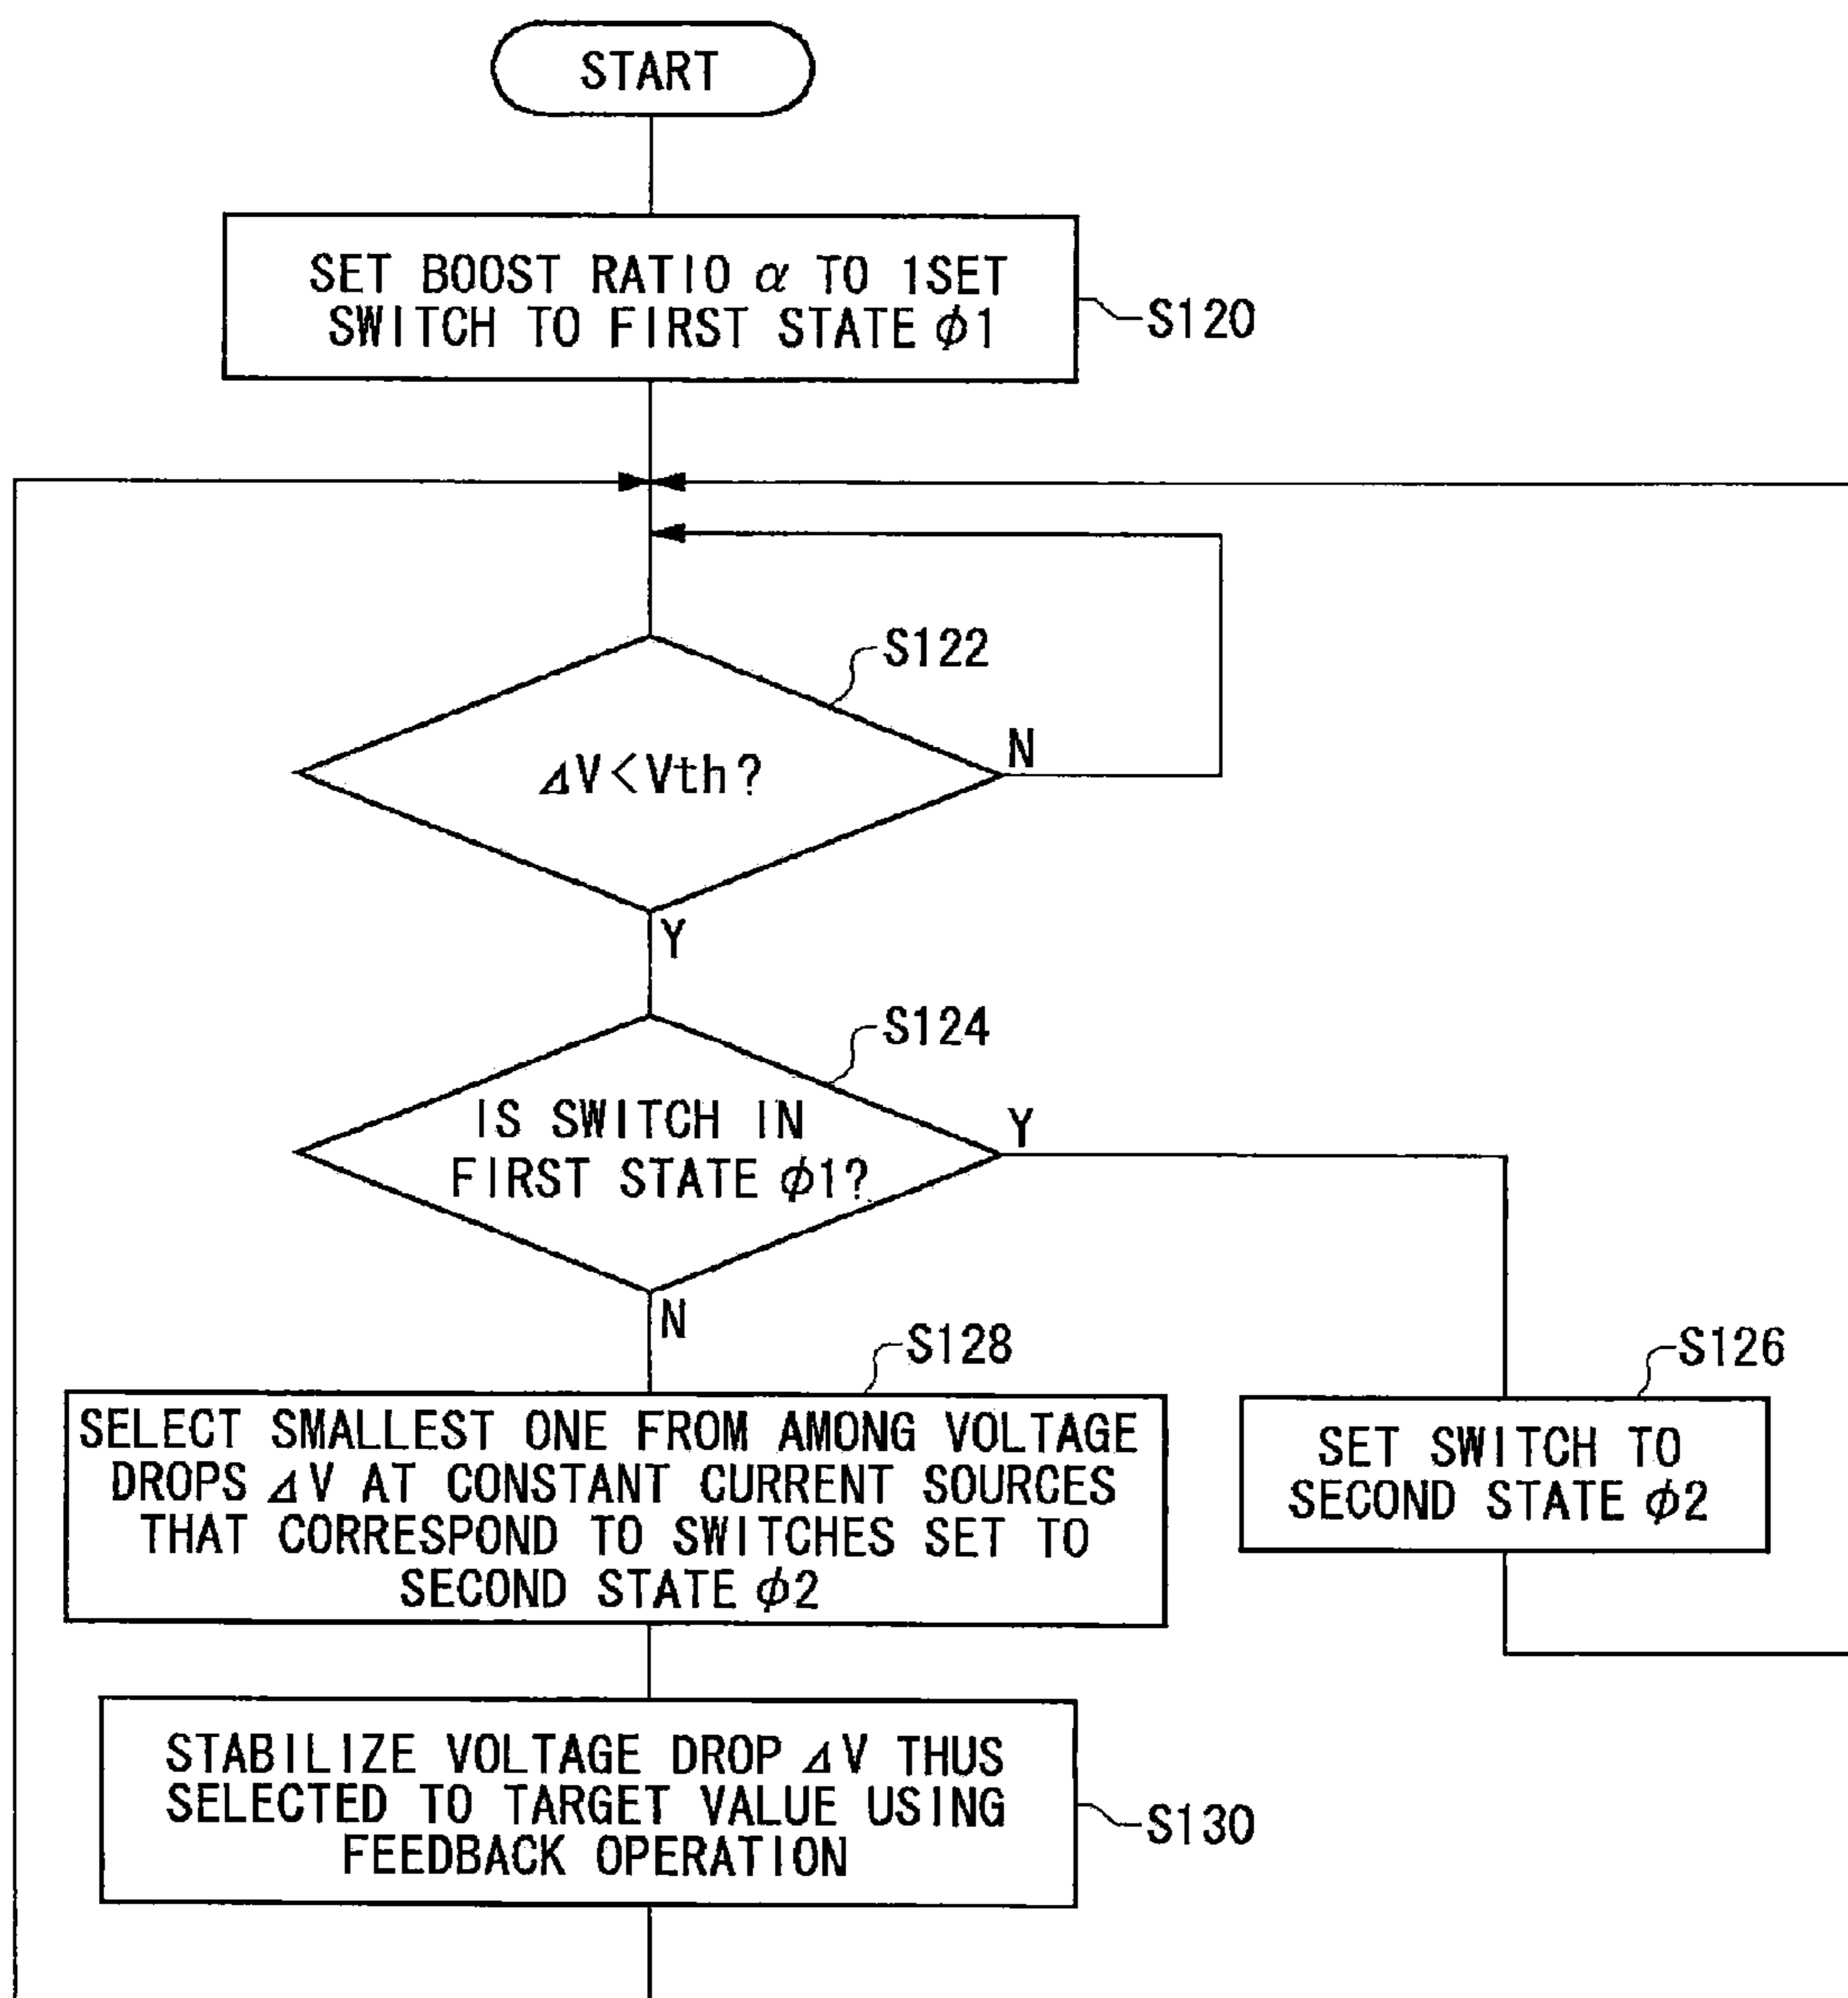 START
SET BOOST RATIO α TO 1SET
SWITCH TO FIRST STATE φ1
S120
S122
ΔV<Vth?
N
Y
S124
IS SWITCH IN
FIRST STATE φ1?
Y
N
S128
SELECT SMALLEST ONE FROM AMONG VOLTAGE
DROPS ΔV AT CONSTANT CURRENT SOURCES
THAT CORRESPOND TO SWITCHES SET TO
SECOND STATE φ2
S126
SET SWITCH TO
SECOND STATE φ2
STABILIZE VOLTAGE DROP ΔV THUS
SELECTED TO TARGET VALUE USING
FEEDBACK OPERATION
S130